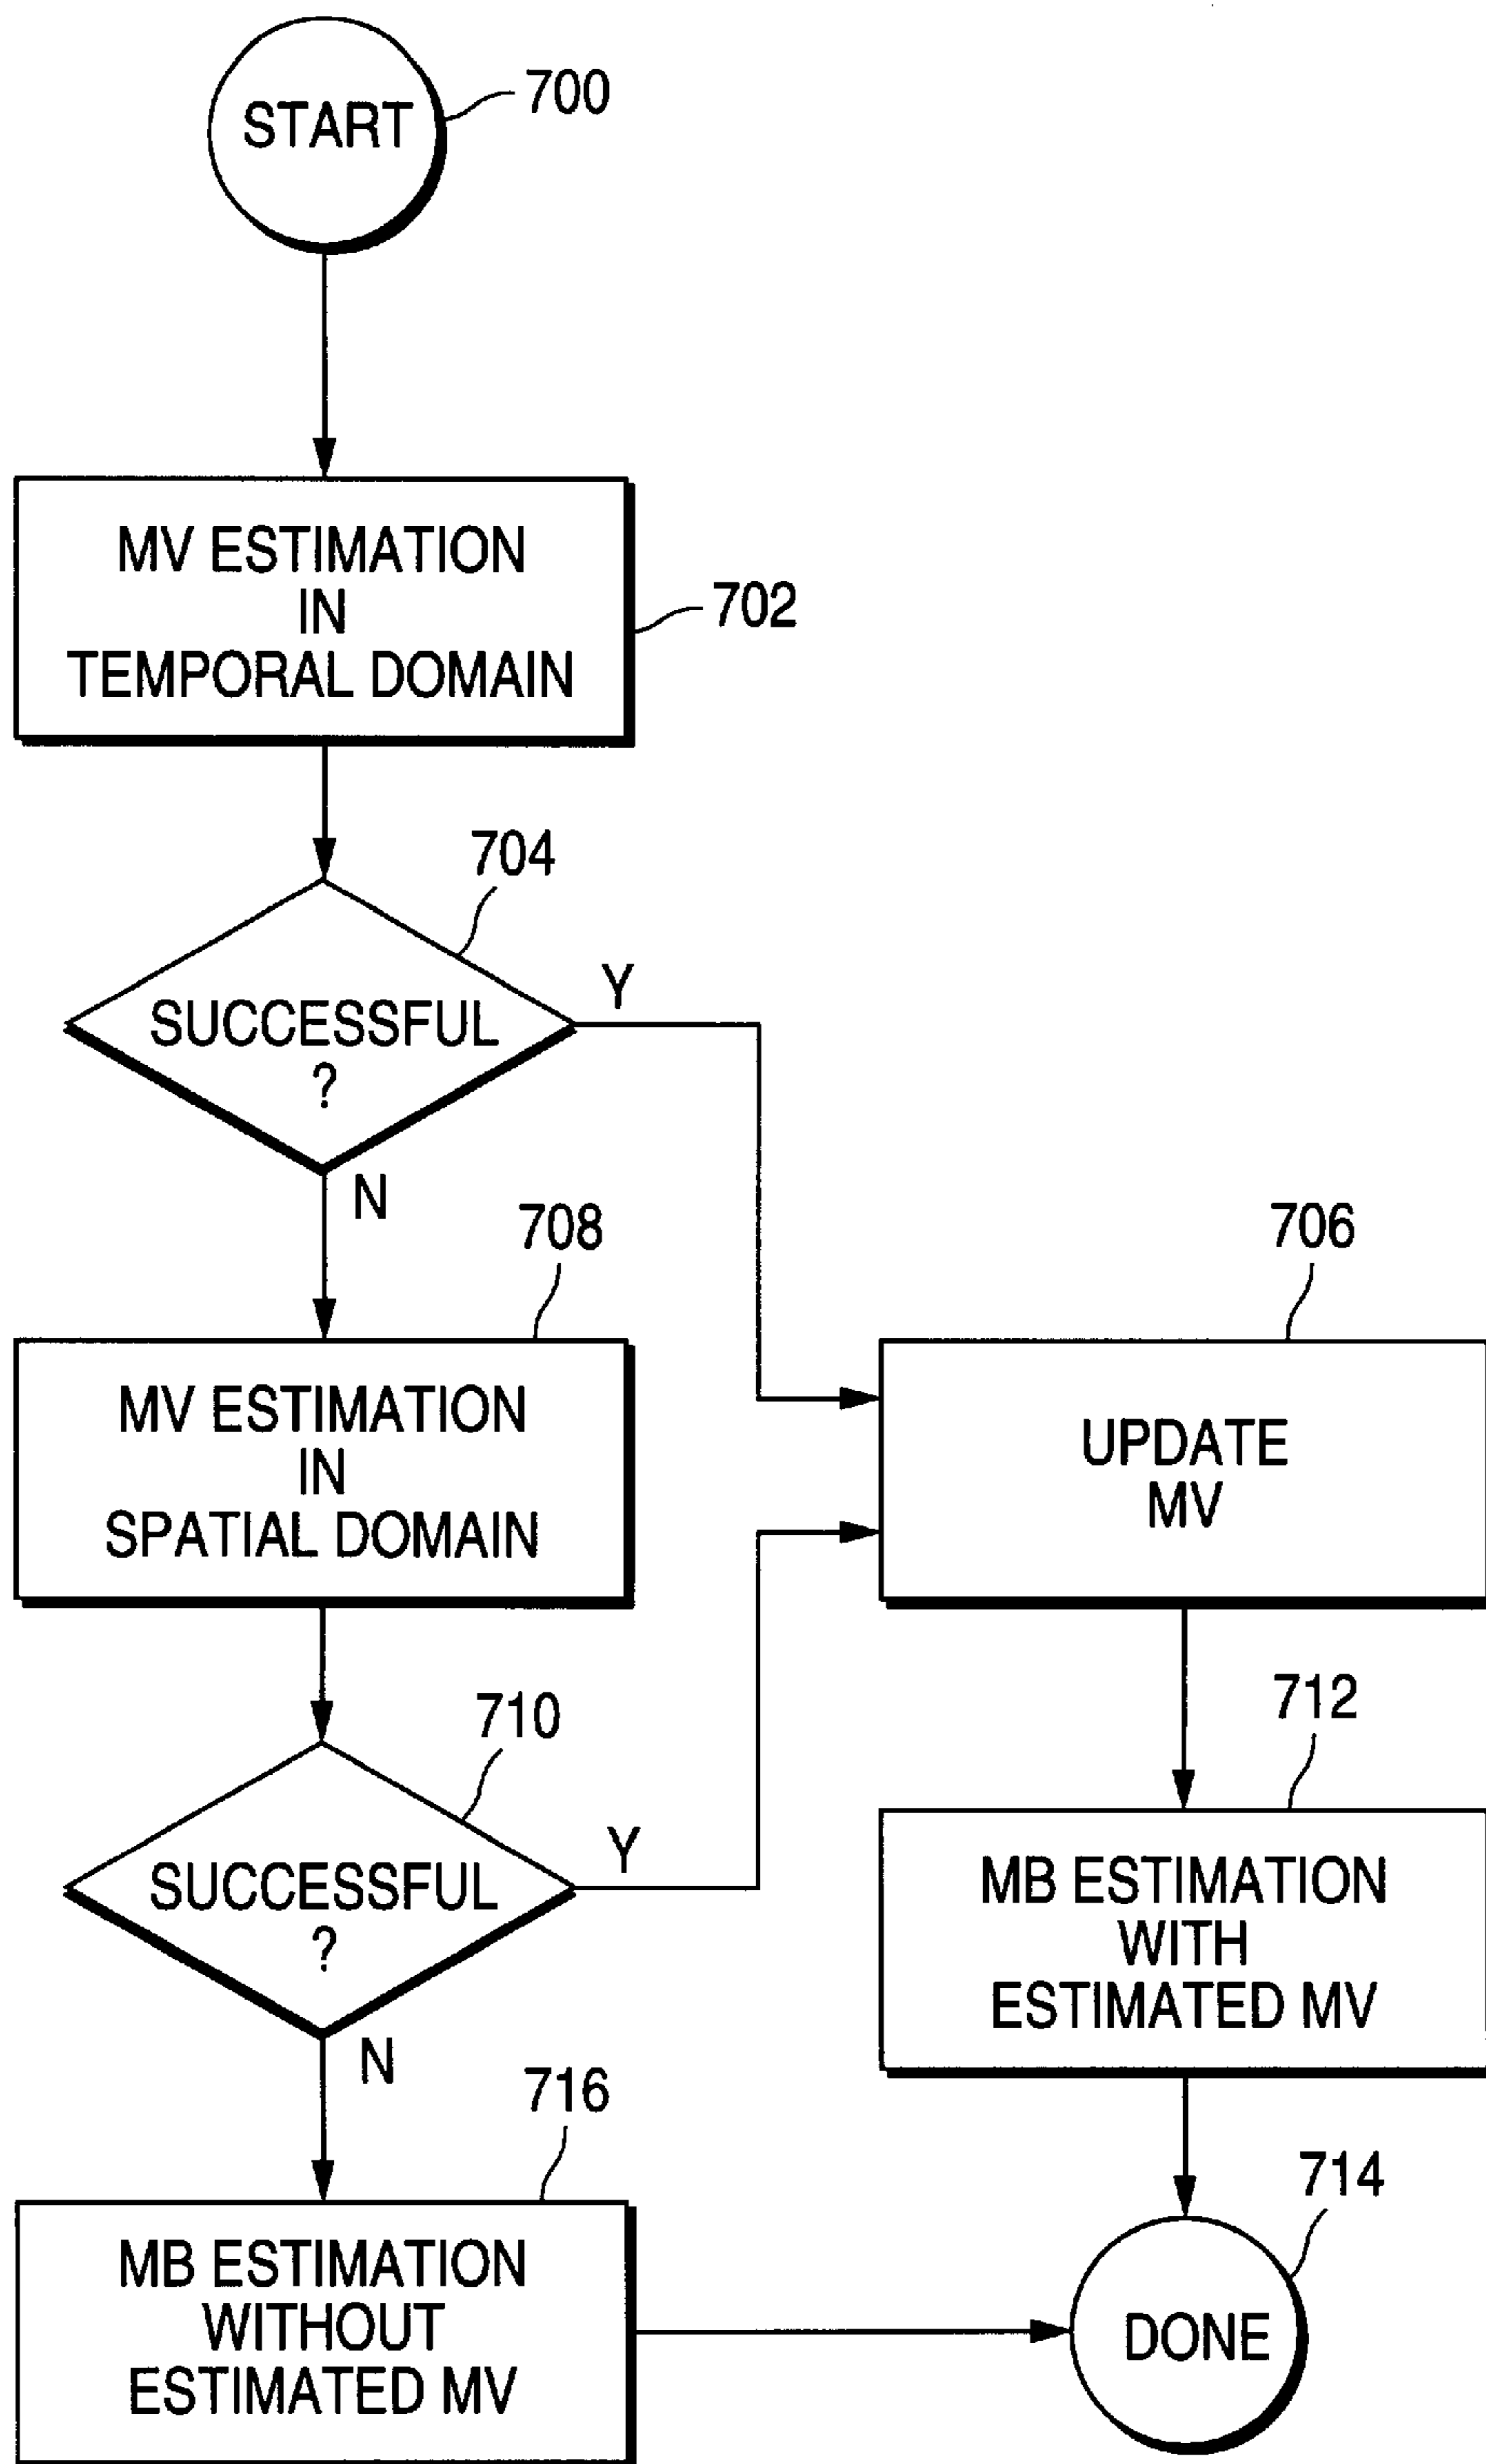 START
700
MV ESTIMATION
IN
TEMPORAL DOMAIN
702
704
SUCCESSFUL
?
Y
N
708
MV ESTIMATION
IN
SPATIAL DOMAIN
706
UPDATE
MV
710
SUCCESSFUL
?
Y
N
712
MB ESTIMATION
WITH
ESTIMATED MV
716
MB ESTIMATION
WITHOUT
ESTIMATED MV
714
DONE